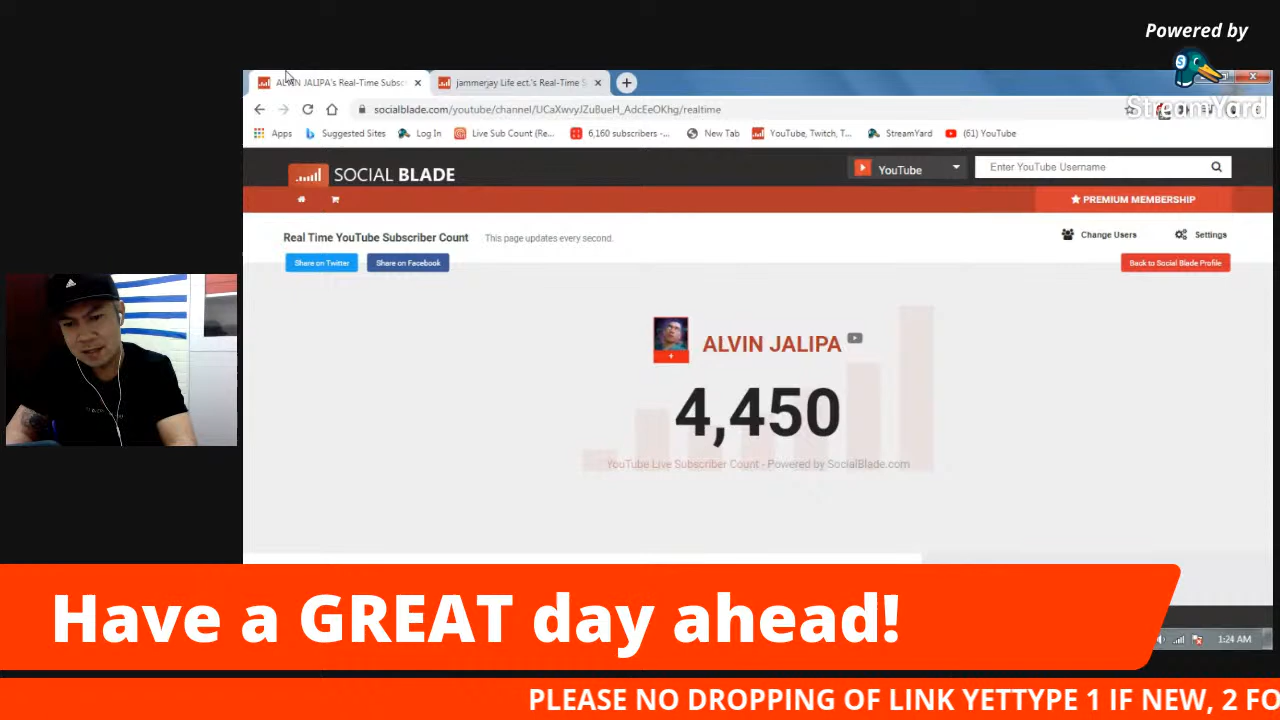 Powered by
StreamYard
ALVIN JALIPA's Real-Time Subsc
jammerjay Life ect.'s Real-Time S
socialblade.com/youtube/channel/UCaXwvyJZuBueH_AdcEeOKhg/realtime
Apps
Suggested Sites
Log In
Live Sub Count (Re...
6,160 subscribers -...
New Tab
YouTube, Twitch, T...
StreamYard
(61) YouTube
SOCIAL BLADE
YouTube
Enter YouTube Username
PREMIUM MEMBERSHIP
Real Time YouTube Subscriber Count
This page updates every second.
Change Users
Settings
Share on Twitter
Share on Facebook
Back to Social Blade Profile
ALVIN JALIPA
4,450
YouTube Live Subscriber Count - Powered by SocialBlade.com
Have a GREAT day ahead!
1:24 AM
PLEASE NO DROPPING OF LINK YETTYPE 1 IF NEW, 2 FO